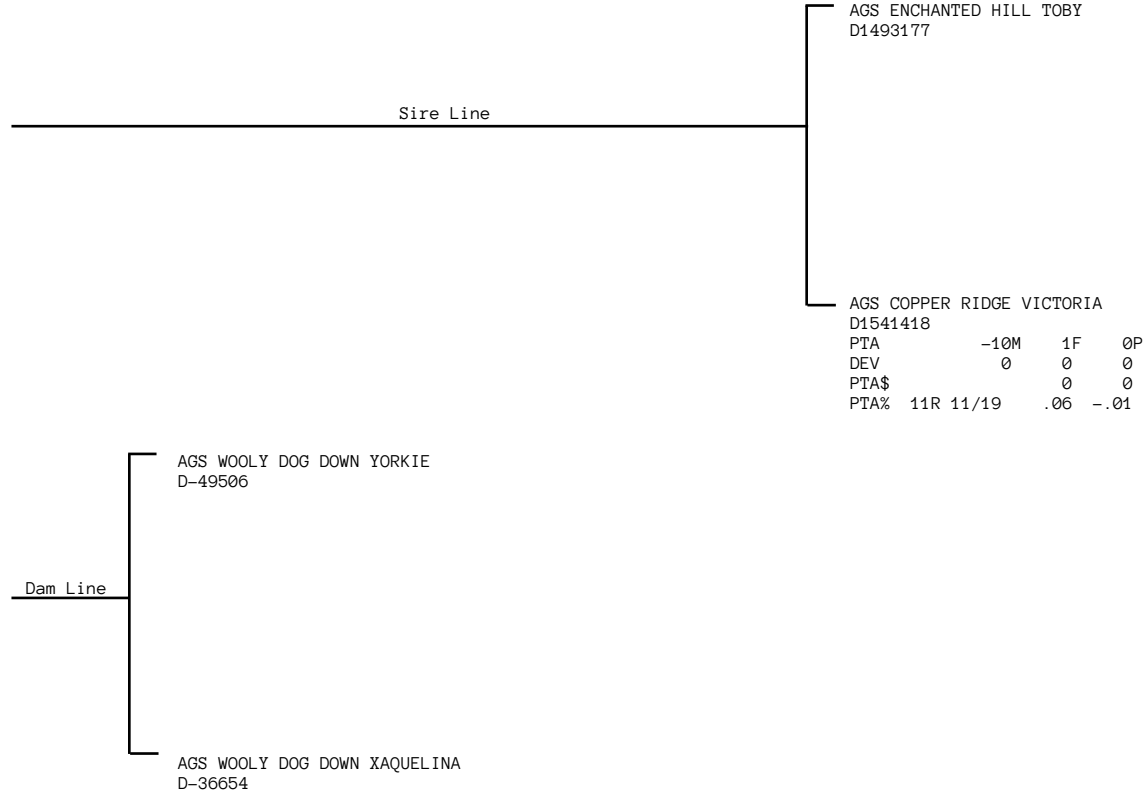 AGS ENCHANTED HILL TOBY
D1493177
Sire Line
AGS COPPER RIDGE VICTORIA
D1541418
PTA -10M 1F 0P
DEV 0 0 0
PTA$ 0 0
PTA% 11R 11/19 .06 -.01
AGS WOOLY DOG DOWN YORKIE
D-49506
Dam Line
AGS WOOLY DOG DOWN XAQUELINA
D-36654